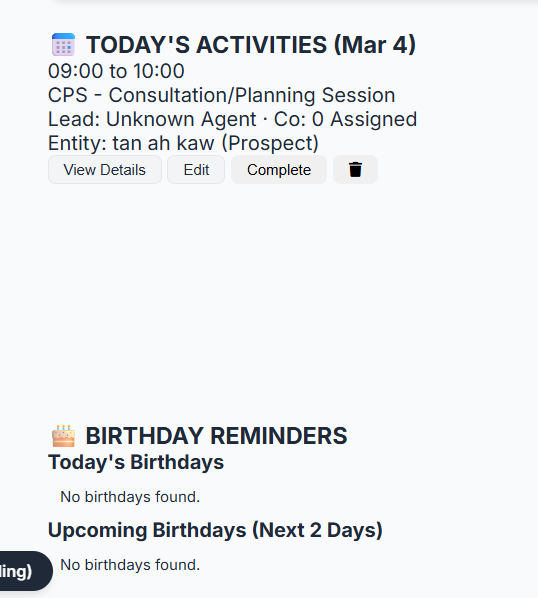 TODAY'S ACTIVITIES (Mar 4)
09:00 to 10:00
CPS - Consultation/Planning Session
Lead: Unknown Agent · Co: 0 Assigned
Entity: tan ah kaw (Prospect)
View Details Edit Complete
BIRTHDAY REMINDERS
Today's Birthdays
No birthdays found.
Upcoming Birthdays (Next 2 Days)
No birthdays found.
ling)